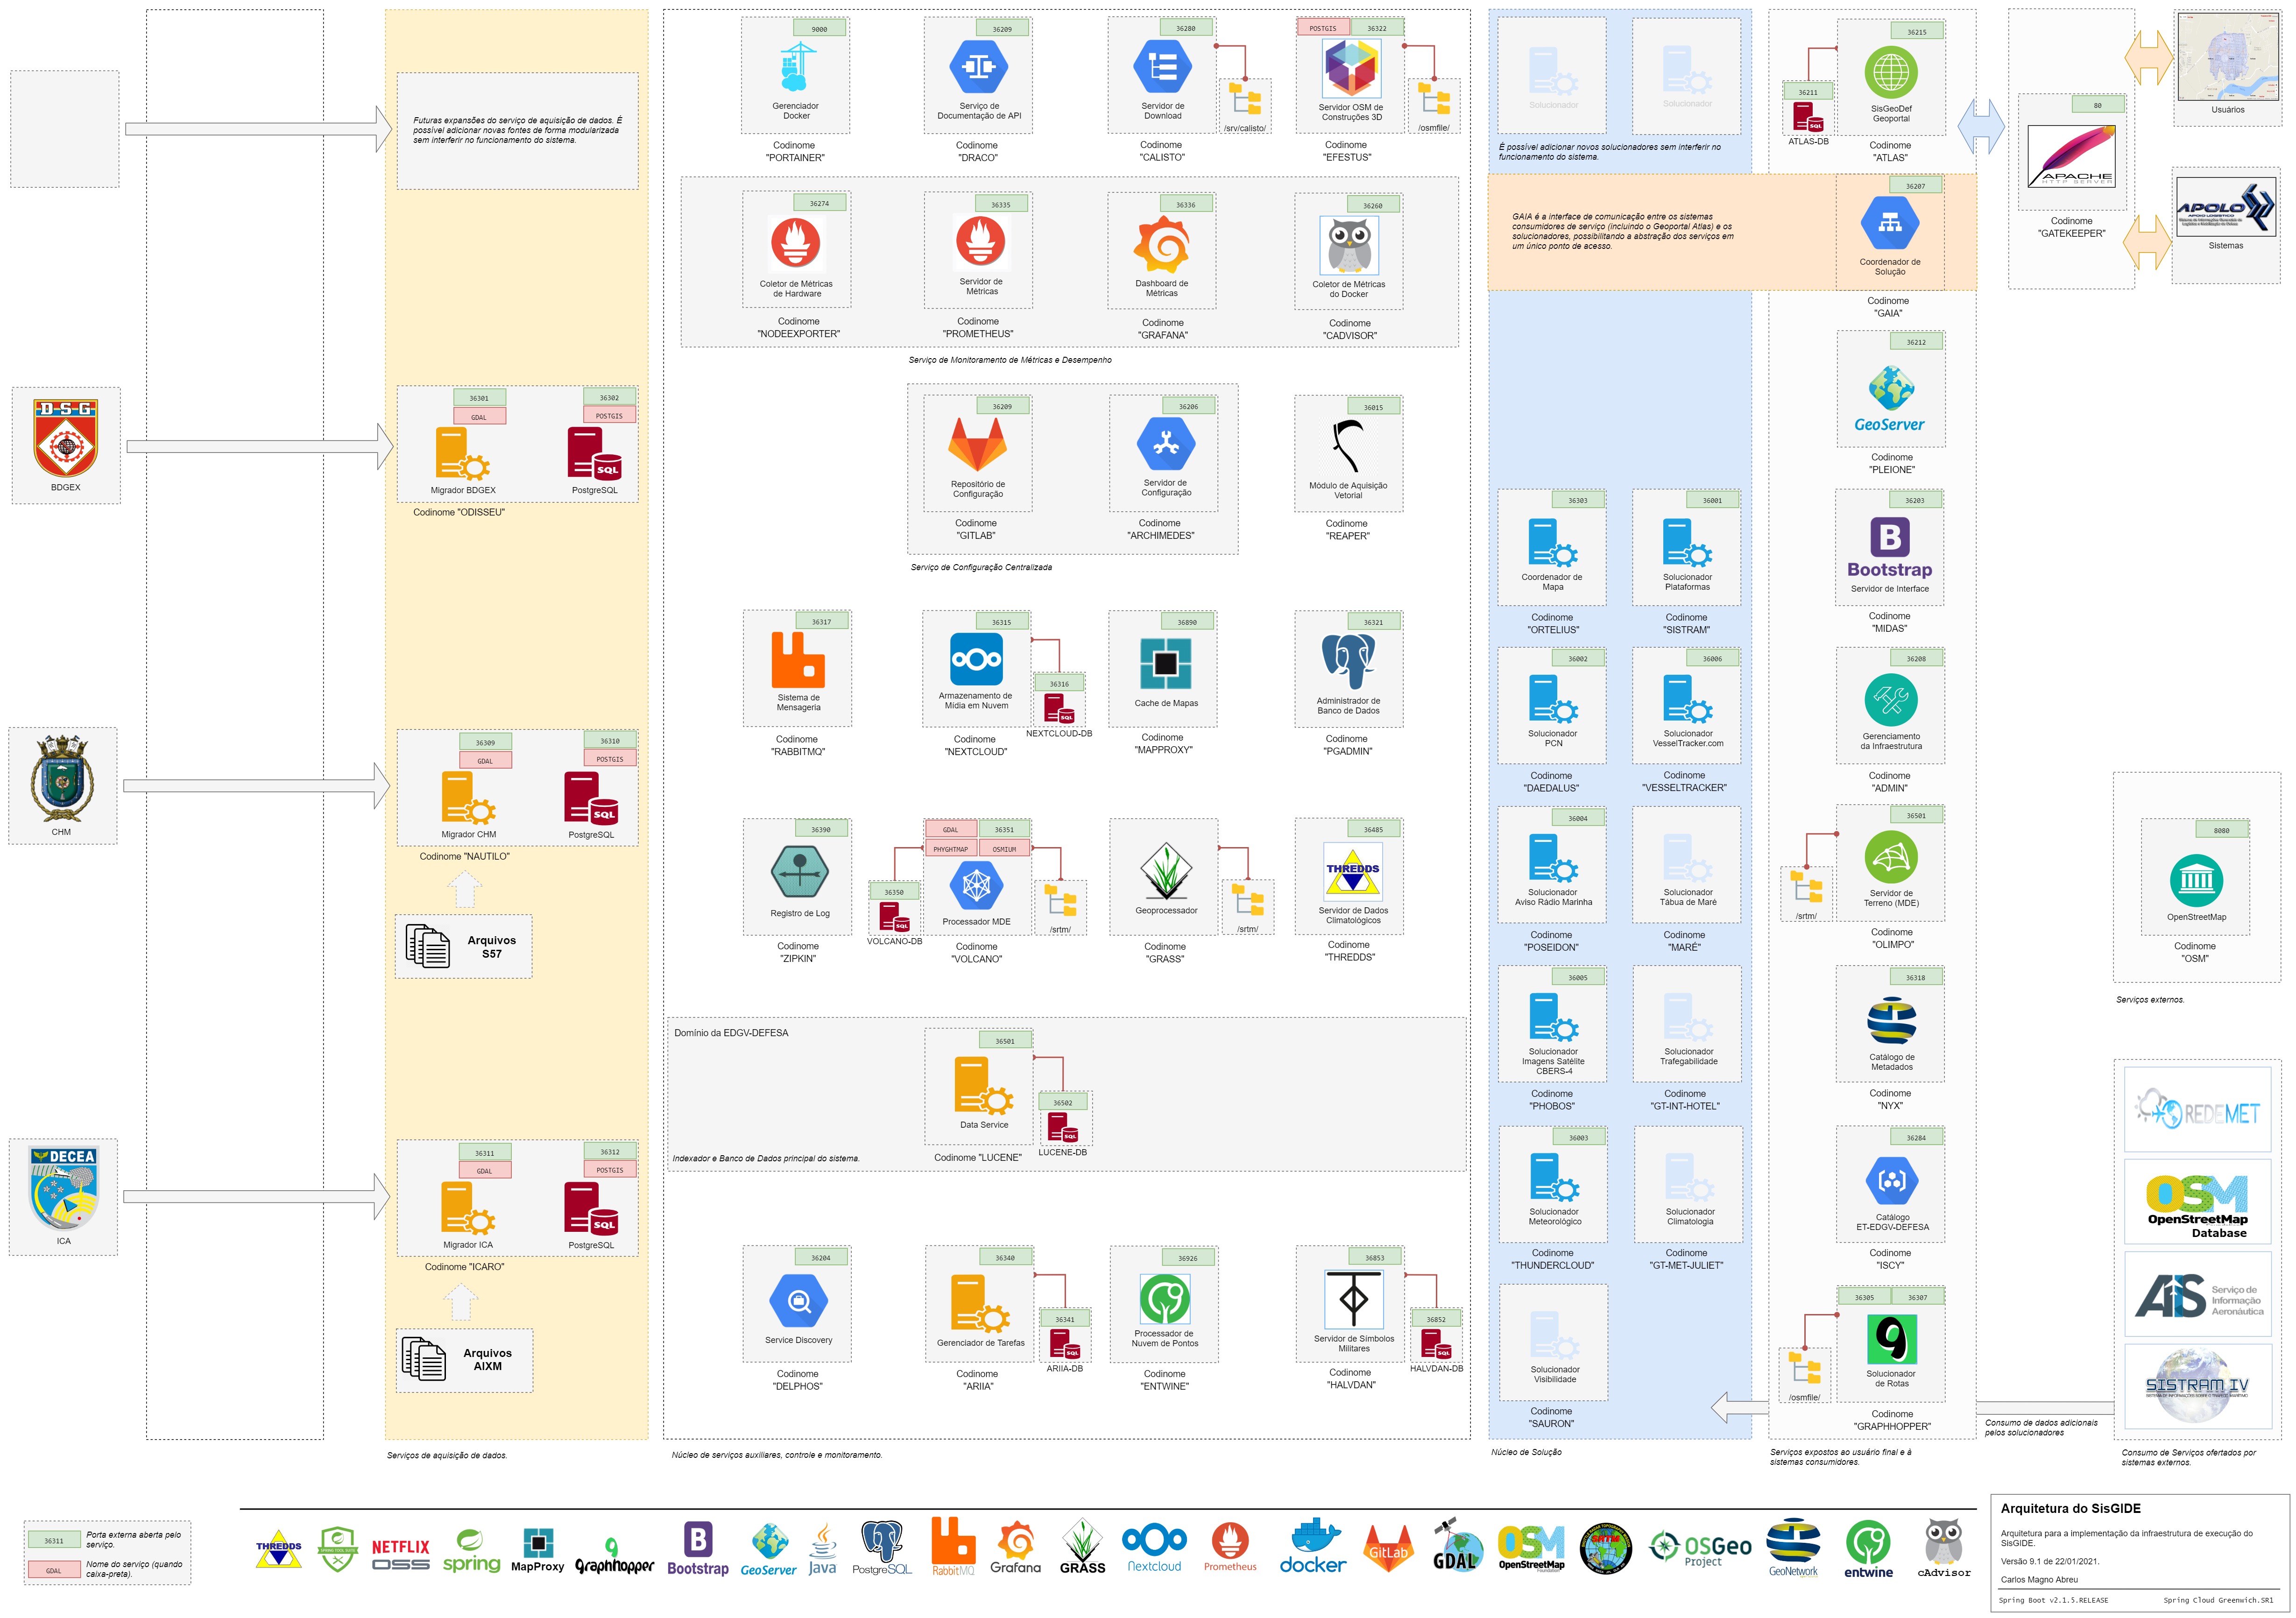 9000
Gerenciador
Docker
Codinome
"PORTAINER"
36209
Serviço de
Documentação de API
Codinome
"DRACO"
36280
Servidor de
Download
/srv/calisto/
Codinome
"CALISTO"
POSTGIS
36322
Servidor OSM de
Construções 3D
/osmfile/
Codinome
"EFESTUS"
Solucionador
Solucionador
É possível adicionar novos solucionadores sem interferir no
funcionamento do sistema.
36215
SisGeoDef
Geoportal
36211
SQL
ATLAS-DB
Codinome
"ATLAS"
80
APACHE
HTTP SERVER
Codinome
"GATEKEEPER"
Usuários
APOLO
APOIO LOGÍSTICO
Sistemas
Futuras expansões do serviço de aquisição de dados. É
possível adicionar novas fontes de forma modularizada
sem interferir no funcionamento do sistema.
36274
Coletor de Métricas
de Hardware
Codinome
"NODEEXPORTER"
36335
Servidor de
Métricas
Codinome
"PROMETHEUS"
36336
Dashboard de
Métricas
Codinome
"GRAFANA"
36260
Coletor de Métricas
do Docker
Codinome
"CADVISOR"
Serviço de Monitoramento de Métricas e Desempenho
GAIA é a interface de comunicação entre os sistemas
consumidores de serviço (incluindo o Geoportal Atlas) e os
solucionadores, possibilitando a abstração dos serviços em
um único ponto de acesso.
36207
Coordenador de
Solução
Codinome
"GAIA"
36212
GeoServer
Codinome
"PLEIONE"
DSG
BDGEX
36301
GDAL
Migrador BDGEX
36302
POSTGIS
SQL
PostgreSQL
Codinome "ODISSEU"
36209
Repositório de
Configuração
Codinome
"GITLAB"
36206
Servidor de
Configuração
Codinome
"ARCHIMEDES"
Serviço de Configuração Centralizada
36015
Módulo de Aquisição
Vetorial
Codinome
"REAPER"
36303
Coordenador de
Mapa
Codinome
"ORTELIUS"
36001
Solucionador
Plataformas
Codinome
"SISTRAM"
36203
B
Bootstrap
Servidor de Interface
Codinome
"MIDAS"
36317
Sistema de
Mensageria
Codinome
"RABBITMQ"
36315
Armazenamento de
Mídia em Nuvem
36316
SQL
NEXTCLOUD-DB
Codinome
"NEXTCLOUD"
36890
Cache de Mapas
Codinome
"MAPPROXY"
36321
Administrador de
Banco de Dados
Codinome
"PGADMIN"
36002
Solucionador
PCN
Codinome
"DAEDALUS"
36006
Solucionador
VesselTracker.com
Codinome
"VESSELTRACKER"
36208
Gerenciamento
da Infraestrutura
Codinome
"ADMIN"
CHM
36309
GDAL
Migrador CHM
36310
POSTGIS
SQL
PostgreSQL
Codinome "NAUTILO"
Arquivos
S57
36390
Registro de Log
Codinome
"ZIPKIN"
GDAL
36351
PHYGHTMAP
OSMIUM
Processador MDE
36350
SQL
VOLCANO-DB
/srtm/
Codinome
"VOLCANO"
Geoprocessador
/srtm/
Codinome
"GRASS"
36485
THREDDS
Servidor de Dados
Climatológicos
Codinome
"THREDDS"
36004
Solucionador
Aviso Rádio Marinha
Codinome
"POSEIDON"
Solucionador
Tábua de Maré
Codinome
"MARÉ"
36501
Servidor de
Terreno (MDE)
/srtm/
Codinome
"OLIMPO"
8080
OpenStreetMap
Codinome
"OSM"
Serviços externos.
Domínio da EDGV-DEFESA
36501
Data Service
36502
SQL
LUCENE-DB
Codinome "LUCENE"
Indexador e Banco de Dados principal do sistema.
36005
Solucionador
Imagens Satélite
CBERS-4
Codinome
"PHOBOS"
Solucionador
Trafegabilidade
Codinome
"GT-INT-HOTEL"
36318
Catálogo de
Metadados
Codinome
"NYX"
REDEMET
OSM
OpenStreetMap
Database
AIS
Serviço de
Informação
Aeronáutica
SISTRAM IV
DECEA
ICA
36311
GDAL
Migrador ICA
36312
POSTGIS
SQL
PostgreSQL
Codinome "ICARO"
Arquivos
AIXM
36003
Solucionador
Meteorológico
Codinome
"THUNDERCLOUD"
Solucionador
Climatologia
Codinome
"GT-MET-JULIET"
36284
Catálogo
ET-EDGV-DEFESA
Codinome
"ISCY"
36204
Service Discovery
Codinome
"DELPHOS"
36340
Gerenciador de Tarefas
36341
SQL
ARIIA-DB
Codinome
"ARIIA"
36926
Processador de
Nuvem de Pontos
Codinome
"ENTWINE"
36853
Servidor de Símbolos
Militares
36852
SQL
HALVDAN-DB
Codinome
"HALVDAN"
Solucionador
Visibilidade
Codinome
"SAURON"
36305
36307
Solucionador
de Rotas
/osmfile/
Codinome
"GRAPHHOPPER"
Consumo de dados adicionais
pelos solucionadores
Serviços de aquisição de dados.
Núcleo de serviços auxiliares, controle e monitoramento.
Núcleo de Solução
Serviços expostos ao usuário final e à
sistemas consumidores.
Consumo de Serviços ofertados por
sistemas externos.
36311
Porta externa aberta pelo
serviço.
GDAL
Nome do serviço (quando
caixa-preta).
THREDDS
SPRING TOOL SUITE
NETFLIX
OSS
spring
MapProxy
graphhopper
B
Bootstrap
GeoServer
Java
PostgreSQL
RabbitMQ
Grafana
GRASS
Nextcloud
Prometheus
docker
GitLab
GDAL
OSM
OpenStreetMap
Foundation
SRTM
OSGeo
Project
GeoNetwork
entwine
cAdvisor
Arquitetura do SisGIDE
Arquitetura para a implementação da infraestrutura de execução do
SisGIDE.
Versão 9.1 de 22/01/2021.
Carlos Magno Abreu
Spring Boot v2.1.5.RELEASE
Spring Cloud Greenwich.SR1